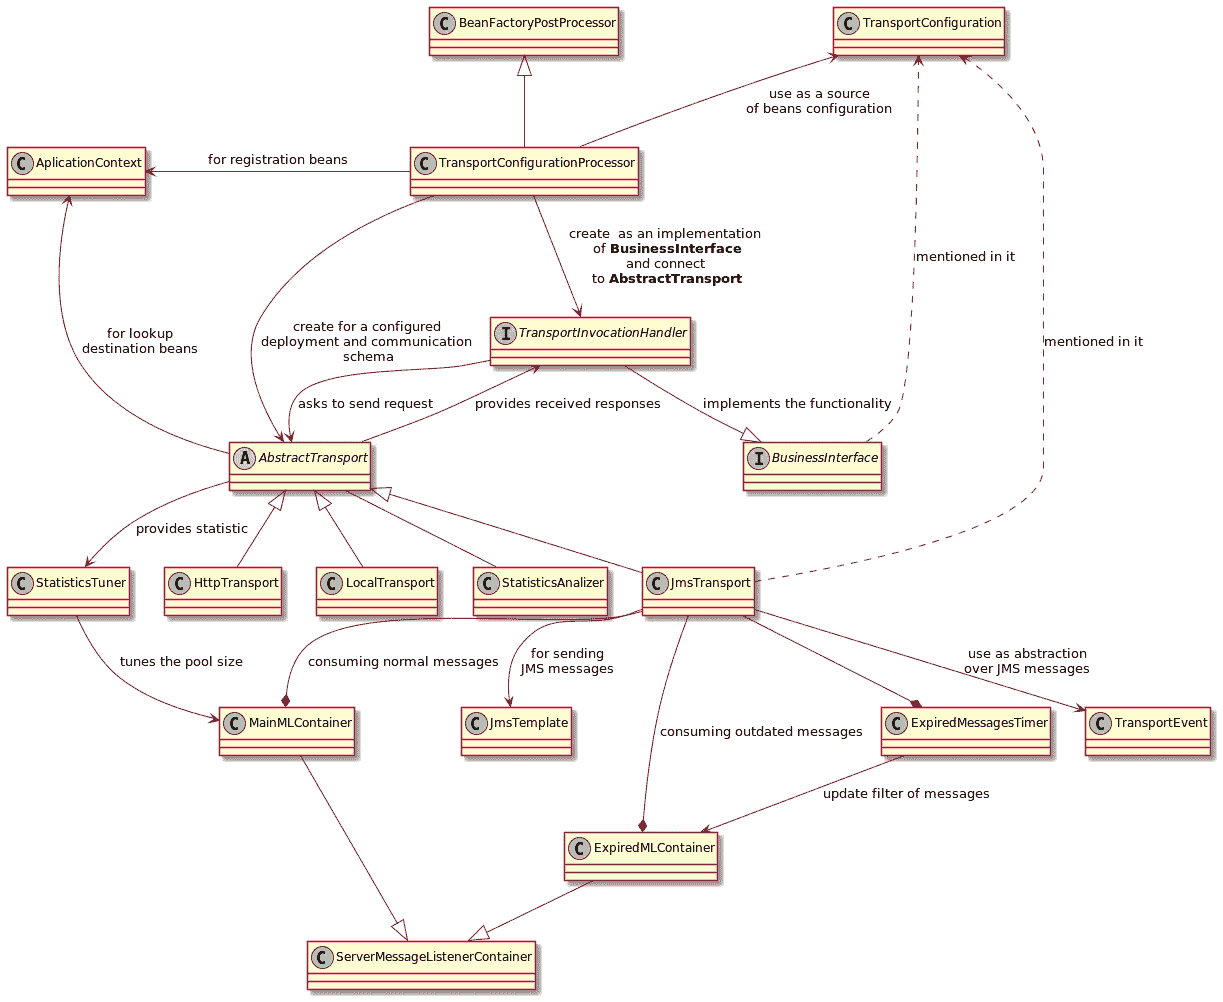 C BeanFactoryPostProcessor
C TransportConfiguration
use as a source
of beans configuration
C AplicationContext
for registration beans
C TransportConfigurationProcessor
create  as an implementation
of BusinessInterface
and connect
to AbstractTransport
mentioned in it
for lookup
destination beans
create for a configured
deployment and communication
schema
I TransportInvocationHandler
mentioned in it
asks to send request
provides received responses
implements the functionality
A AbstractTransport
I BusinessInterface
provides statistic
C StatisticsTuner
C HttpTransport
C LocalTransport
C StatisticsAnalizer
C JmsTransport
tunes the pool size
consuming normal messages
for sending
JMS messages
use as abstraction
over JMS messages
C MainMLContainer
C JmsTemplate
consuming outdated messages
C ExpiredMessagesTimer
C TransportEvent
update filter of messages
C ExpiredMLContainer
C ServerMessageListenerContainer